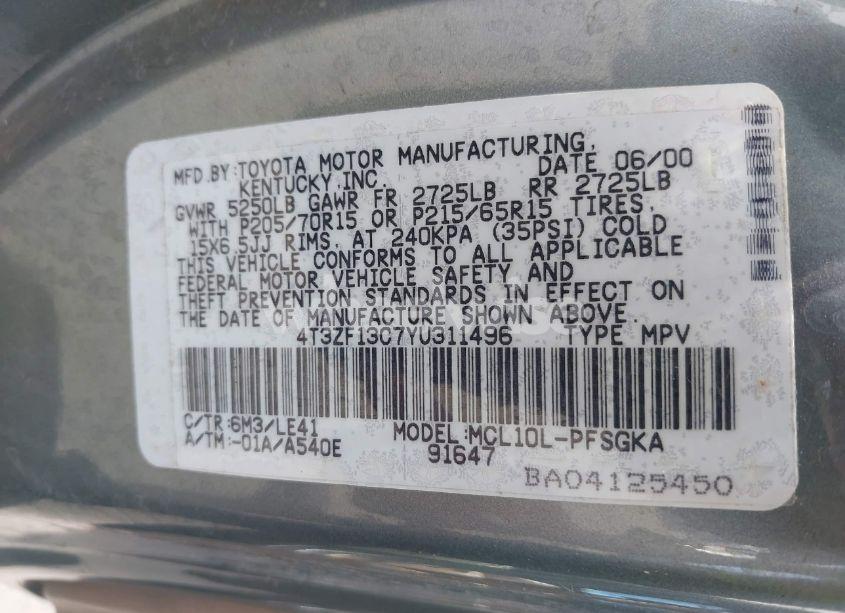 MFD.BY:TOYOTA MOTOR MANUFACTURING, DATE 06/00
KENTUCKY,INC.
GVWR 5250LB GAWR FR 2725LB RR 2725LB
WITH P205/70R15 OR P215/65R15 TIRES,
15X6.5JJ RIMS, AT 240KPA (35PSI) COLD
THIS VEHICLE CONFORMS TO ALL APPLICABLE
FEDERAL MOTOR VEHICLE SAFETY AND
THEFT PREVENTION STANDARDS IN EFFECT ON
THE DATE OF MANUFACTURE SHOWN ABOVE.
4T3ZF13C7YU311496 TYPE MPV
C/TR:6M3/LE41 MODEL:MCL10L-PFSGKA
A/TM:-01A/A540E 91647
BA04125450